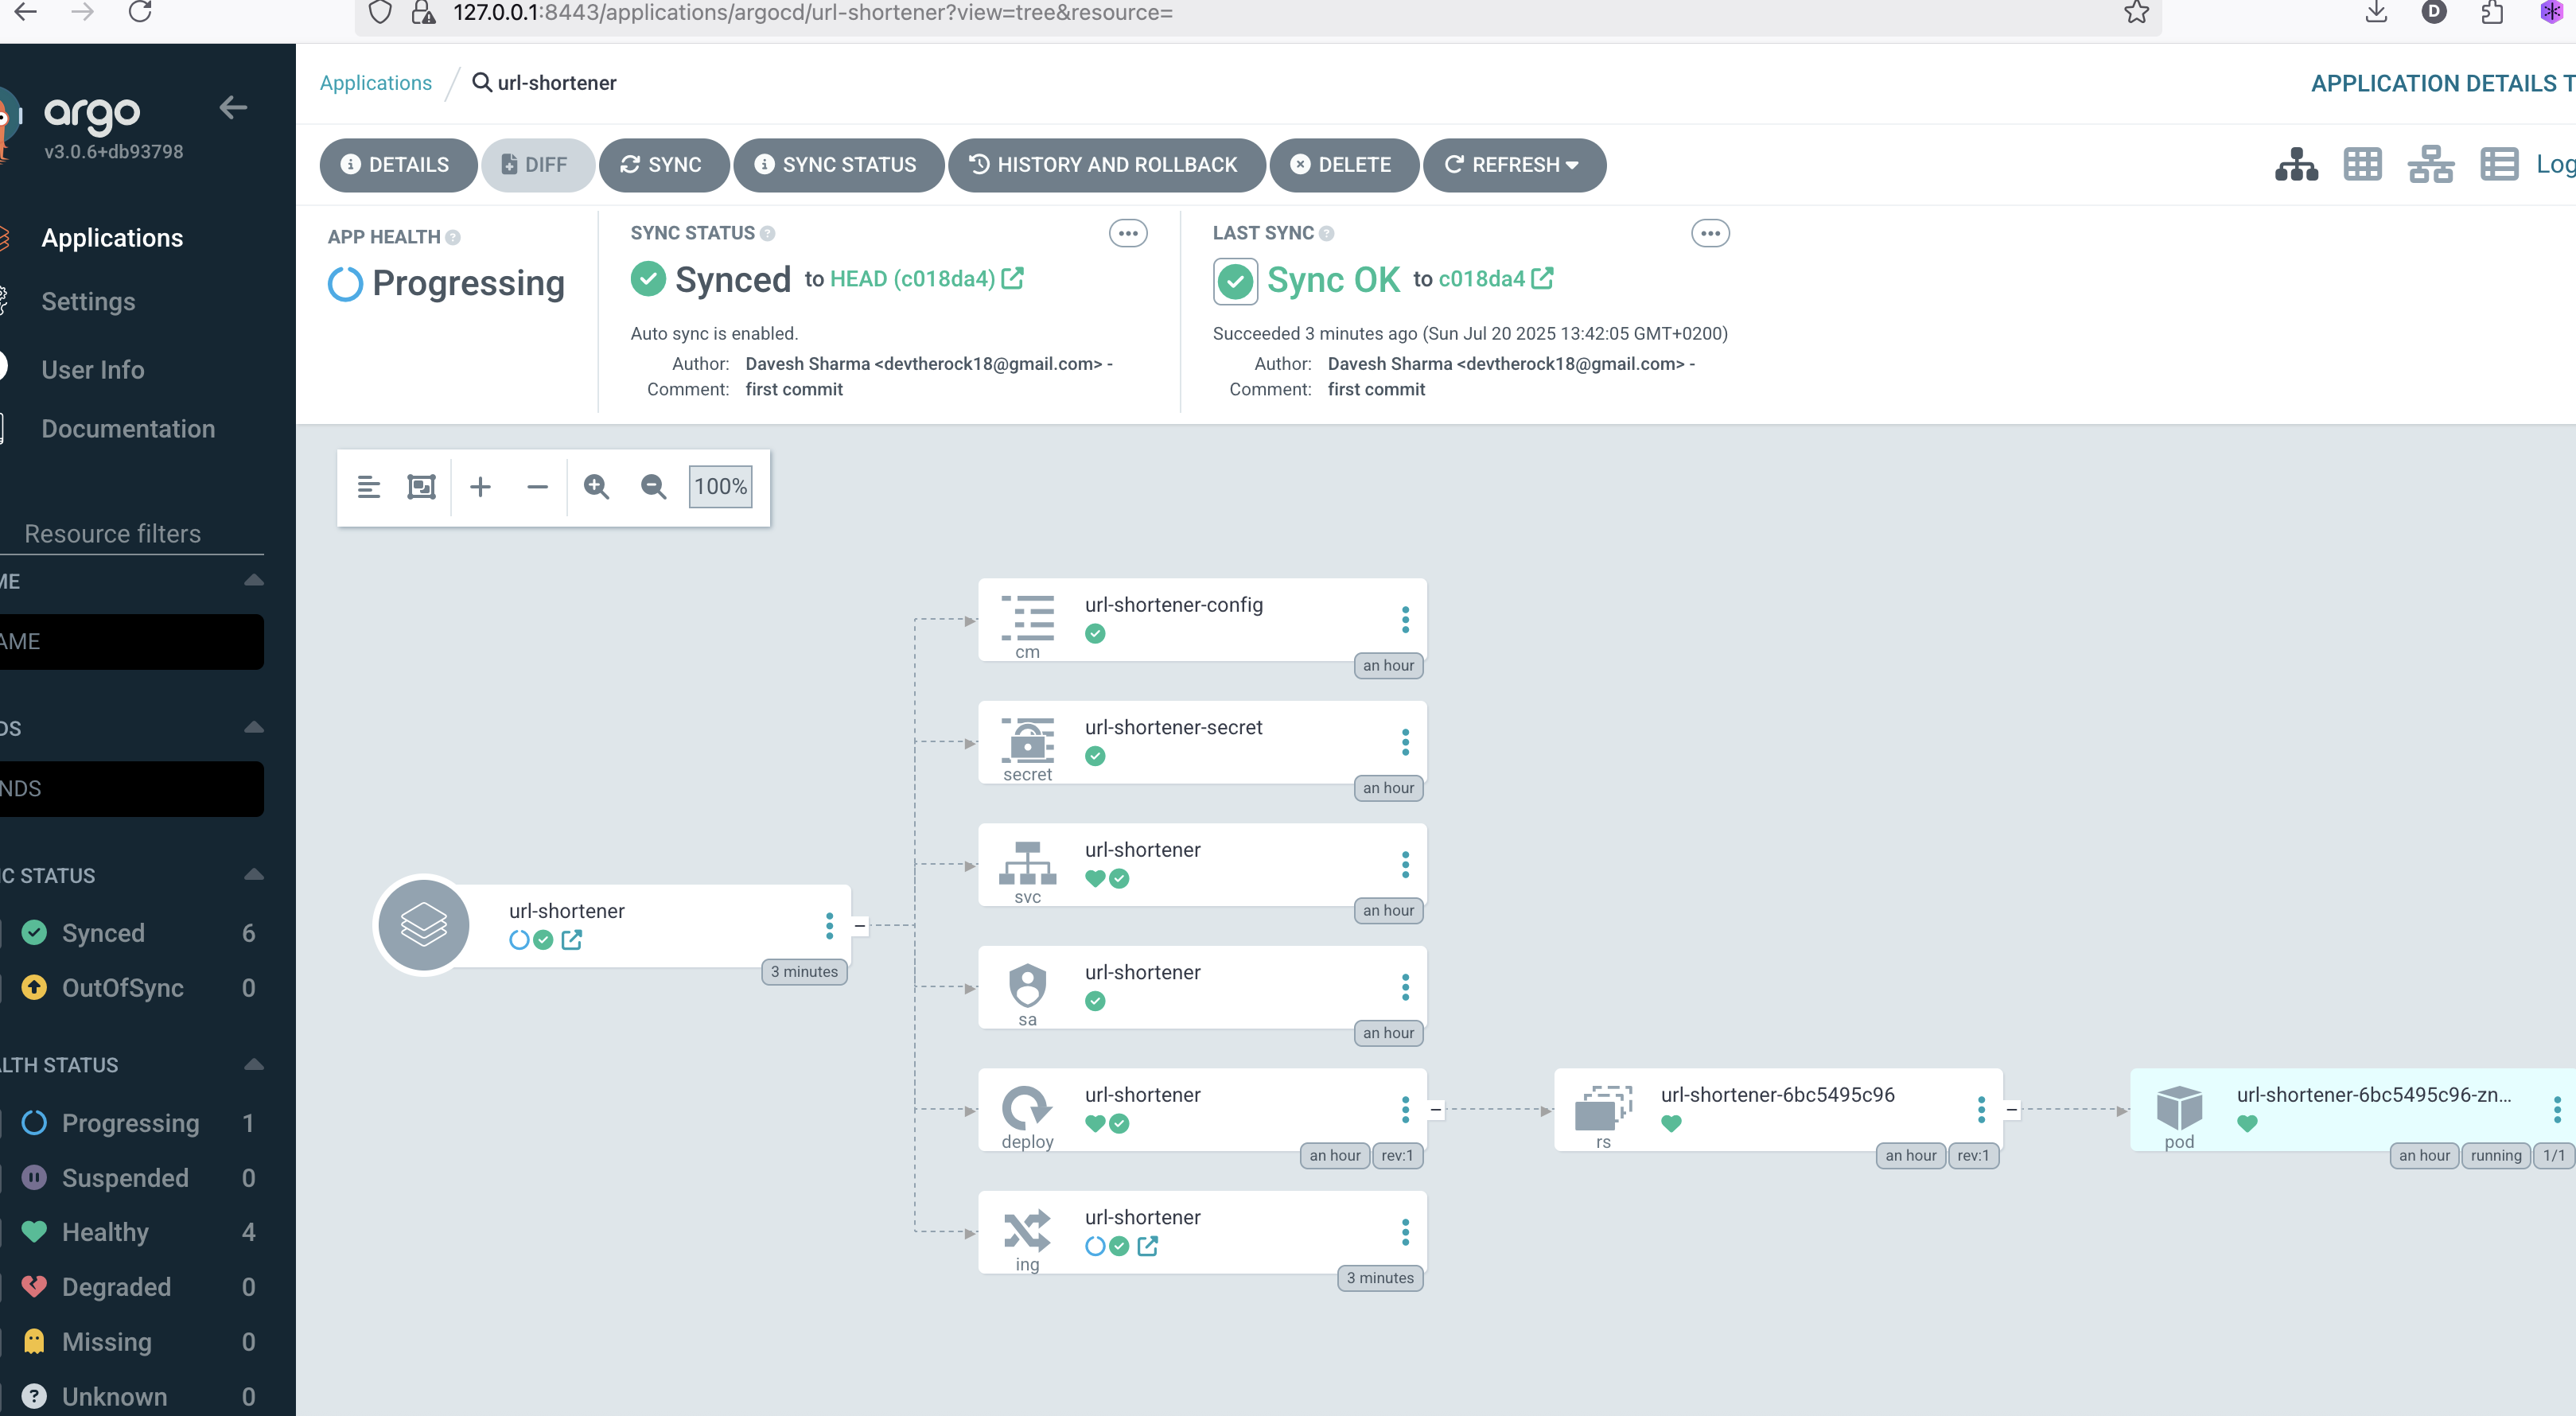 127.0.0.1:8443/applications/argocd/url-shortener?view=tree&resource=
D
argo
v3.0.6+db93798
Applications
Settings
User Info
Documentation
Resource filters
ME
AME
DS
NDS
C STATUS
Synced 6
OutOfSync 0
LTH STATUS
Progressing 1
Suspended 0
Healthy 4
Degraded 0
Missing 0
Unknown 0
Applications / url-shortener
APPLICATION DETAILS T
DETAILS
DIFF
SYNC
SYNC STATUS
HISTORY AND ROLLBACK
DELETE
REFRESH
Log
APP HEALTH
Progressing
SYNC STATUS
Synced to HEAD (c018da4)
Auto sync is enabled.
Author: Davesh Sharma <devtherock18@gmail.com> -
Comment: first commit
LAST SYNC
Sync OK to c018da4
Succeeded 3 minutes ago (Sun Jul 20 2025 13:42:05 GMT+0200)
Author: Davesh Sharma <devtherock18@gmail.com> -
Comment: first commit
100%
url-shortener
3 minutes
url-shortener-config
cm
an hour
url-shortener-secret
secret
an hour
url-shortener
svc
an hour
url-shortener
sa
an hour
url-shortener
deploy
an hour rev:1
url-shortener-6bc5495c96
rs
an hour rev:1
url-shortener-6bc5495c96-zn...
pod
an hour running 1/1
url-shortener
ing
3 minutes